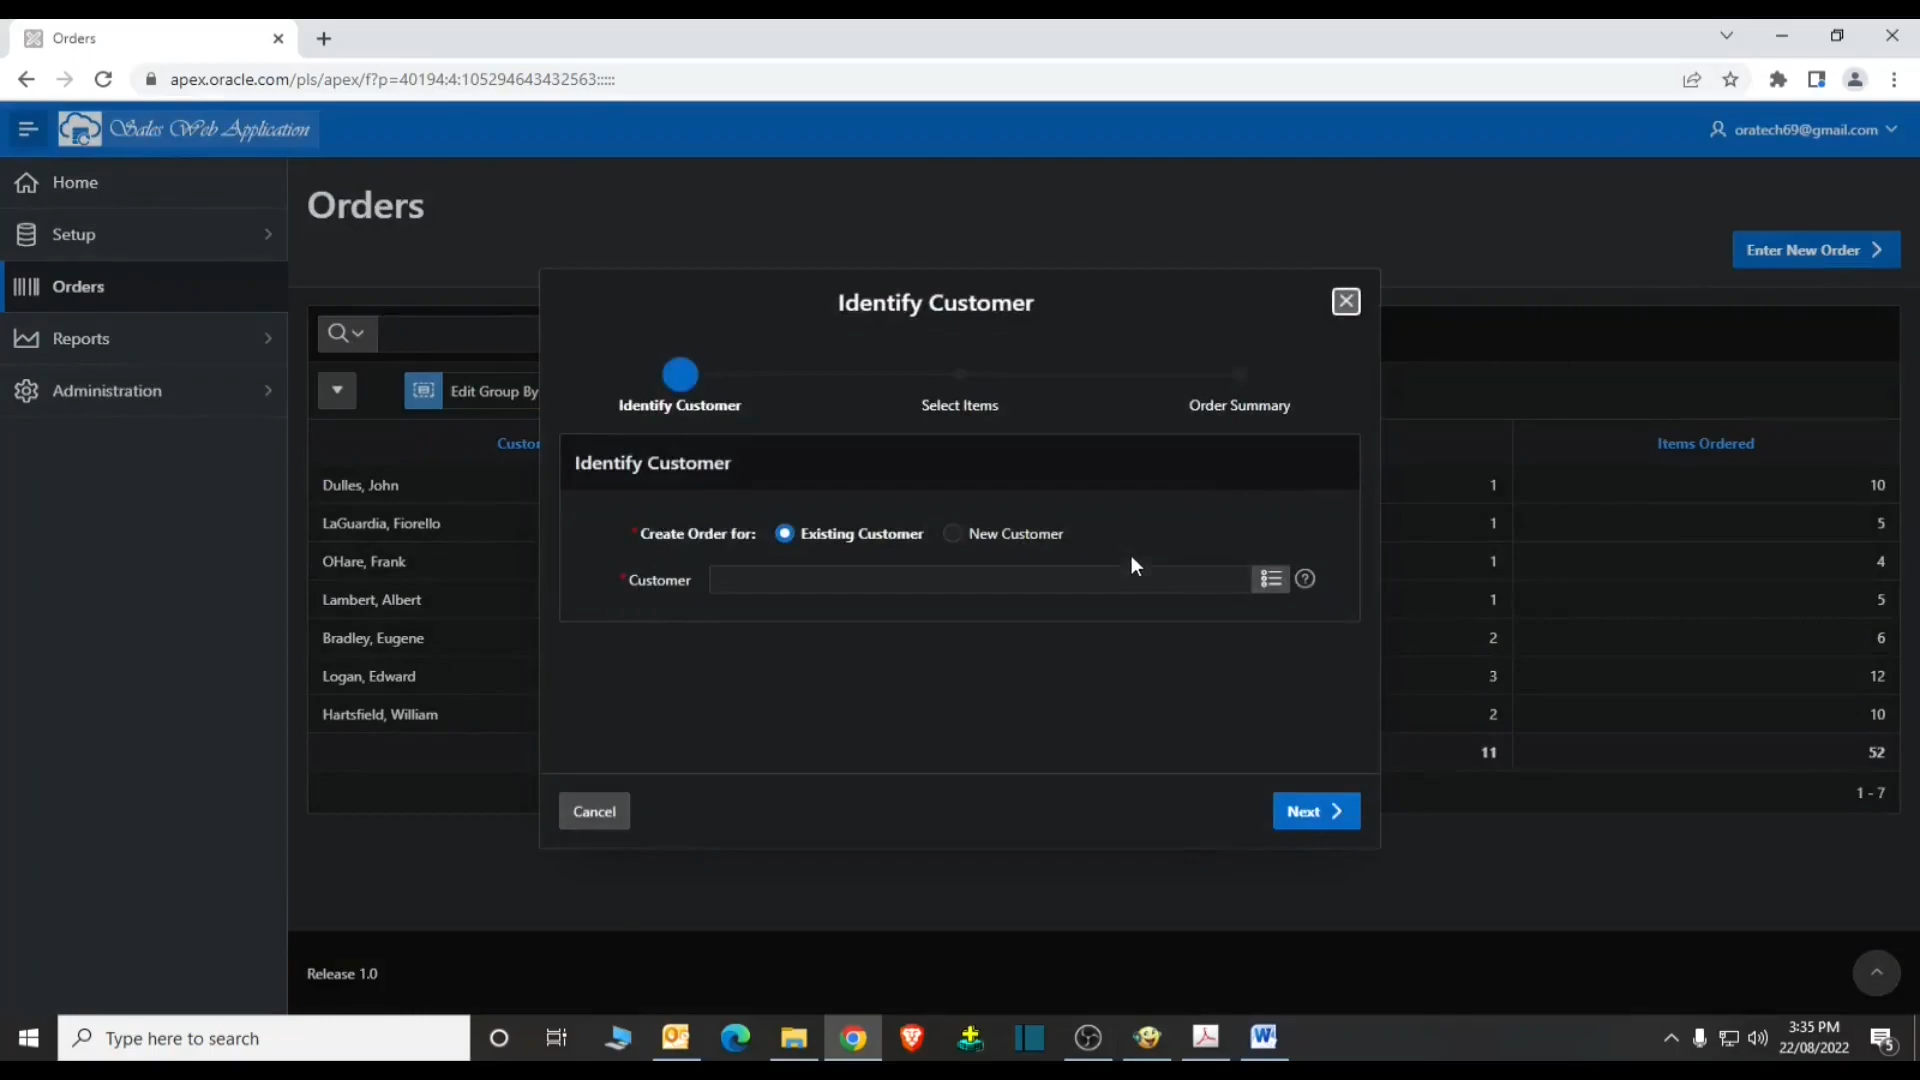 Orders
apex.oracle.com/pls/apex/f?p=40194:4:105294643432563:::::
Sales Web Application
oratech69@gmail.com
Home
Setup
Orders
Reports
Administration
Orders
Enter New Order
Identify Customer
Identify Customer
Select Items
Order Summary
Edit Group By
Items Ordered
Identify Customer
*Create Order for: Existing Customer New Customer
*Customer
Dulles, John 1 10
LaGuardia, Fiorello 1 5
OHare, Frank 1 4
Lambert, Albert 1 5
Bradley, Eugene 2 6
Logan, Edward 3 12
Hartsfield, William 2 10
11 52
1 - 7
Cancel
Next
Release 1.0
Type here to search
3:35 PM
22/08/2022
5